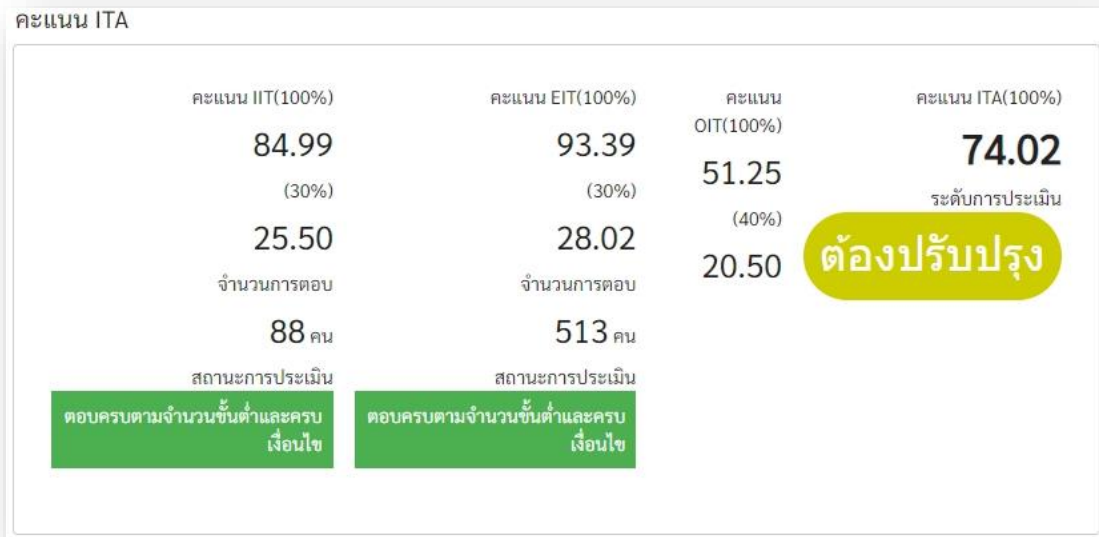 คะแนน ITA
คะแนน IIT(100%)
84.99
(30%)
25.50
จำนวนการตอบ
88 คน
สถานะการประเมิน
ตอบครบตามจำนวนขั้นต่ำและครบ
เงื่อนไข
คะแนน EIT(100%)
93.39
(30%)
28.02
จำนวนการตอบ
513 คน
สถานะการประเมิน
ตอบครบตามจำนวนขั้นต่ำและครบ
เงื่อนไข
คะแนน
OIT(100%)
51.25
(40%)
20.50
คะแนน ITA(100%)
74.02
ระดับการประเมิน
ต้องปรับปรุง